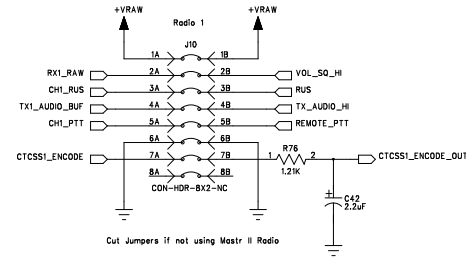 +VRAW Radio 1 +VRAW
J10
1A 1B
RX1_RAW 2A 2B VOL_SQ_HI
CH1_RUS 3A 3B RUS
TX1_AUDIO_BUF 4A 4B TX_AUDIO_HI
CH1_PTT 5A 5B REMOTE_PTT
6A 6B
CTCSS1_ENCODE 7A 7B 1 R76 2 CTCSS1_ENCODE_OUT
1.21K
8A 8B
CON-HDR-8X2-NC
+ C42
2.2uF
Cut Jumpers if not using Mastr II Radio